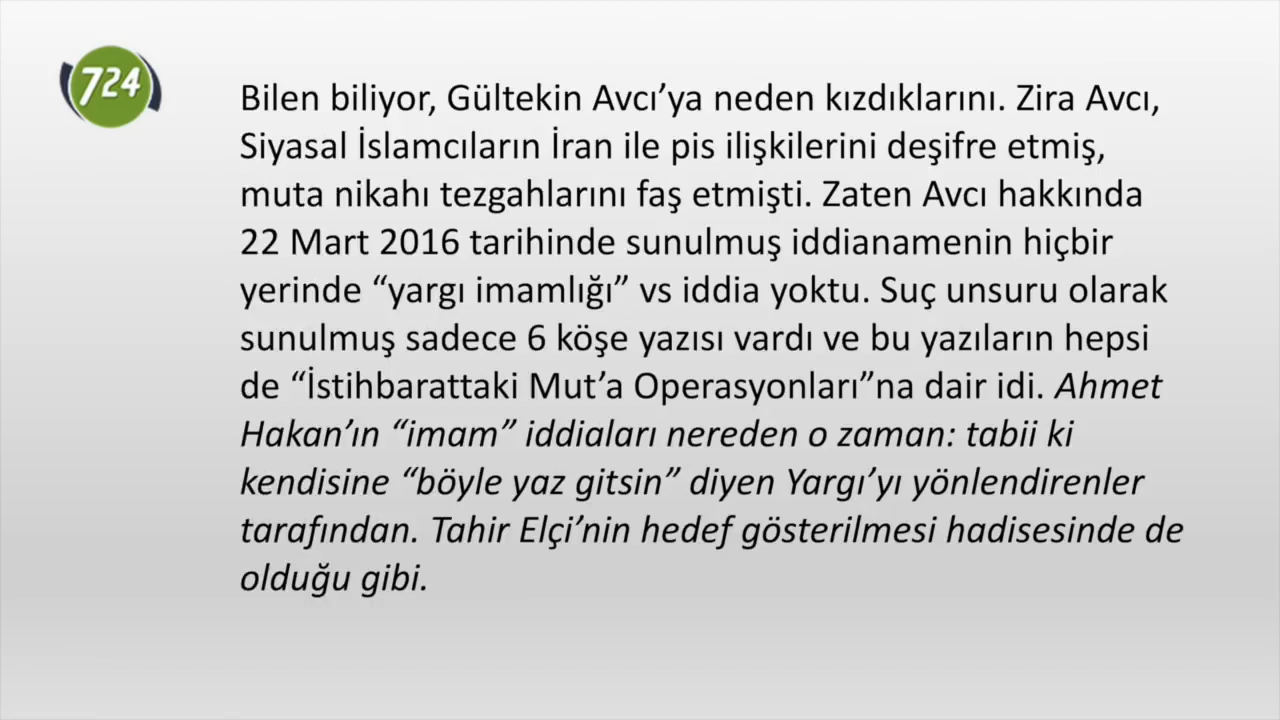 724
Bilen biliyor, Gültekin Avcı’ya neden kızdıklarını. Zira Avcı,
Siyasal İslamcıların İran ile pis ilişkilerini deşifre etmiş,
muta nikahı tezgahlarını faş etmişti. Zaten Avcı hakkında
22 Mart 2016 tarihinde sunulmuş iddianamenin hiçbir
yerinde “yargı imamlığı” vs iddia yoktu. Suç unsuru olarak
sunulmuş sadece 6 köşe yazısı vardı ve bu yazıların hepsi
de “İstihbarattaki Mut’a Operasyonları”na dair idi. Ahmet
Hakan’ın “imam” iddiaları nereden o zaman: tabii ki
kendisine “böyle yaz gitsin” diyen Yargı’yı yönlendirenler
tarafından. Tahir Elçi’nin hedef gösterilmesi hadisesinde de
olduğu gibi.